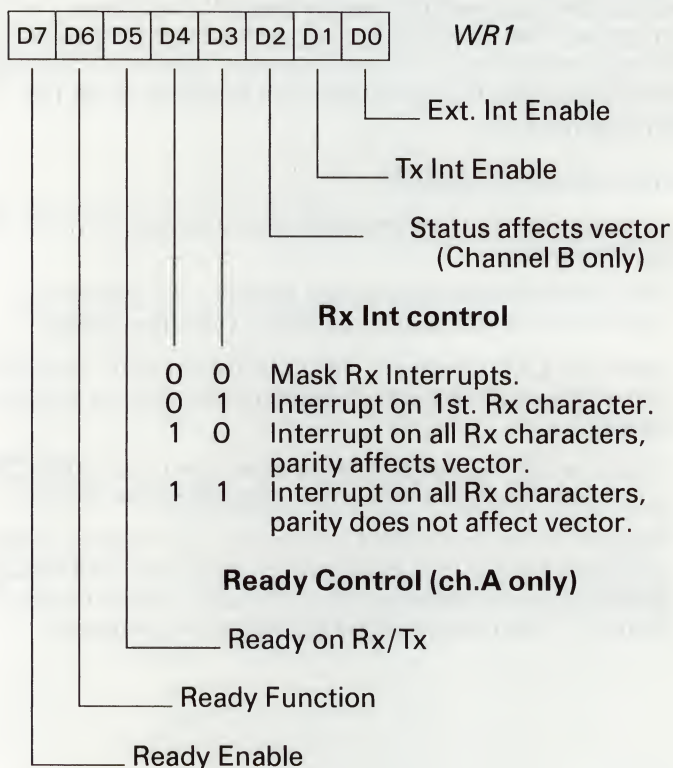 D7 D6 D5 D4 D3 D2 D1 D0 WR1
Ext. Int Enable
Tx Int Enable
Status affects vector
(Channel B only)
Rx Int control
0 0 Mask Rx Interrupts.
0 1 Interrupt on 1st. Rx character.
1 0 Interrupt on all Rx characters,
parity affects vector.
1 1 Interrupt on all Rx characters,
parity does not affect vector.
Ready Control (ch.A only)
Ready on Rx/Tx
Ready Function
Ready Enable